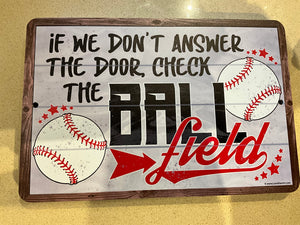 iF WE DON'T ANSWER
THE DOOR, CHECK
THE BALL
field